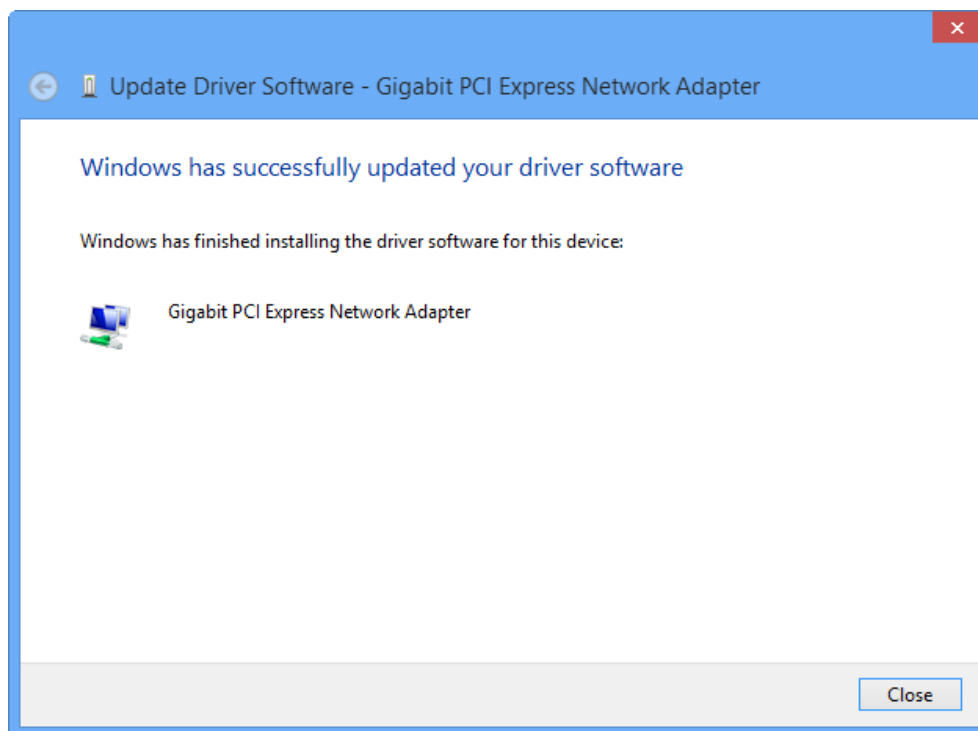 Update Driver Software - Gigabit PCI Express Network Adapter
Windows has successfully updated your driver software
Windows has finished installing the driver software for this device:
Gigabit PCI Express Network Adapter
Close